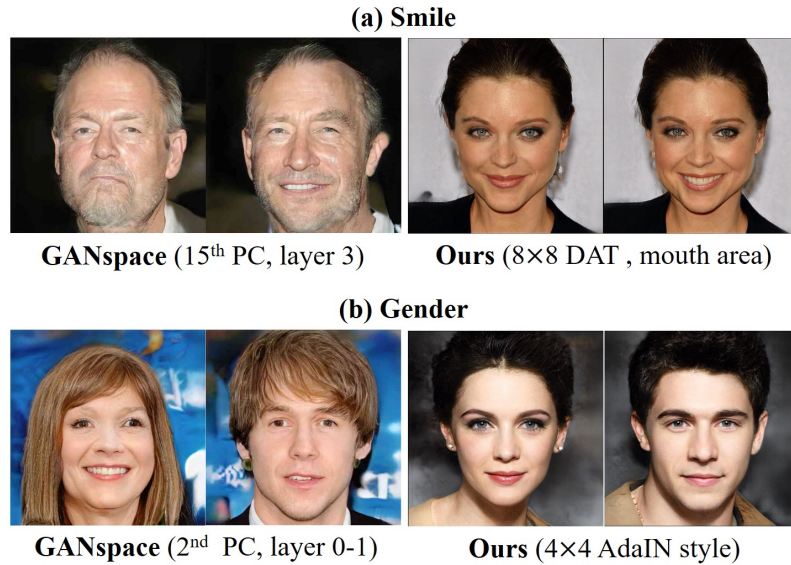 (a) Smile
GANspace (15th PC, layer 3)
Ours (8×8 DAT , mouth area)
(b) Gender
GANspace (2nd PC, layer 0-1)
Ours (4×4 AdaIN style)